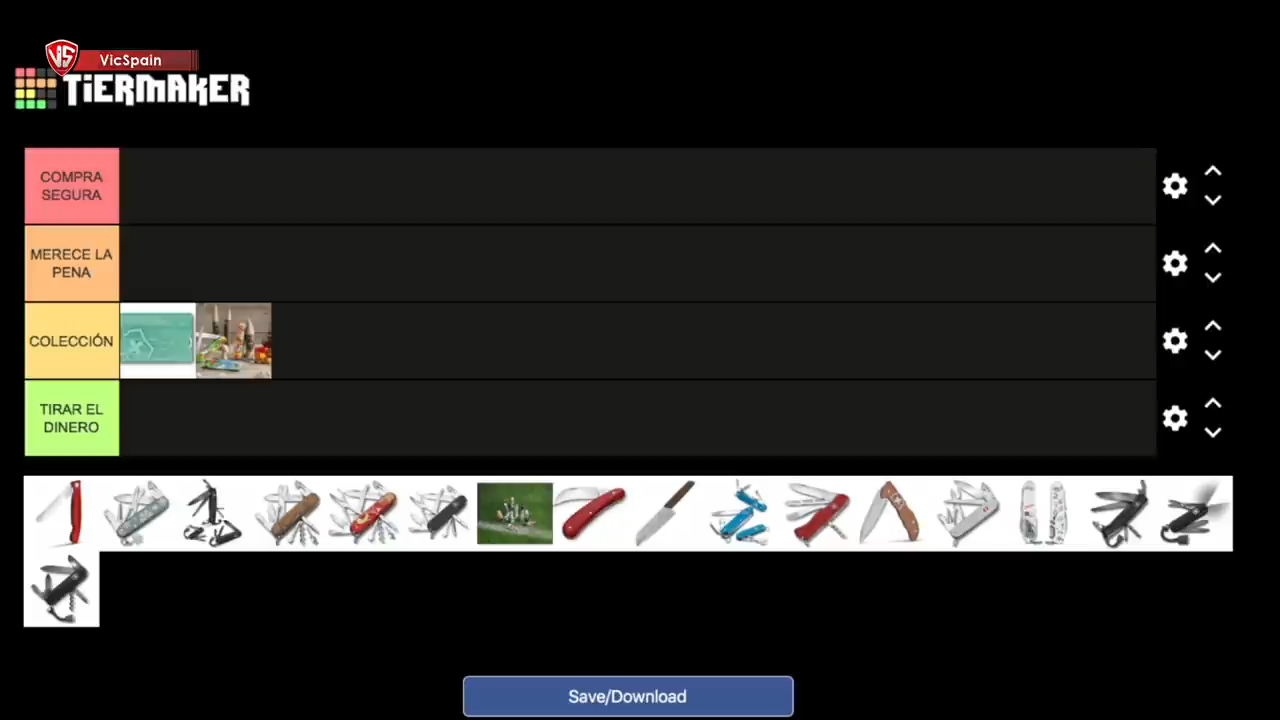 VicSpain
TiERMAKER
COMPRA
SEGURA
MERECE LA
PENA
COLECCIÓN
TIRAR EL
DINERO
Save/Download